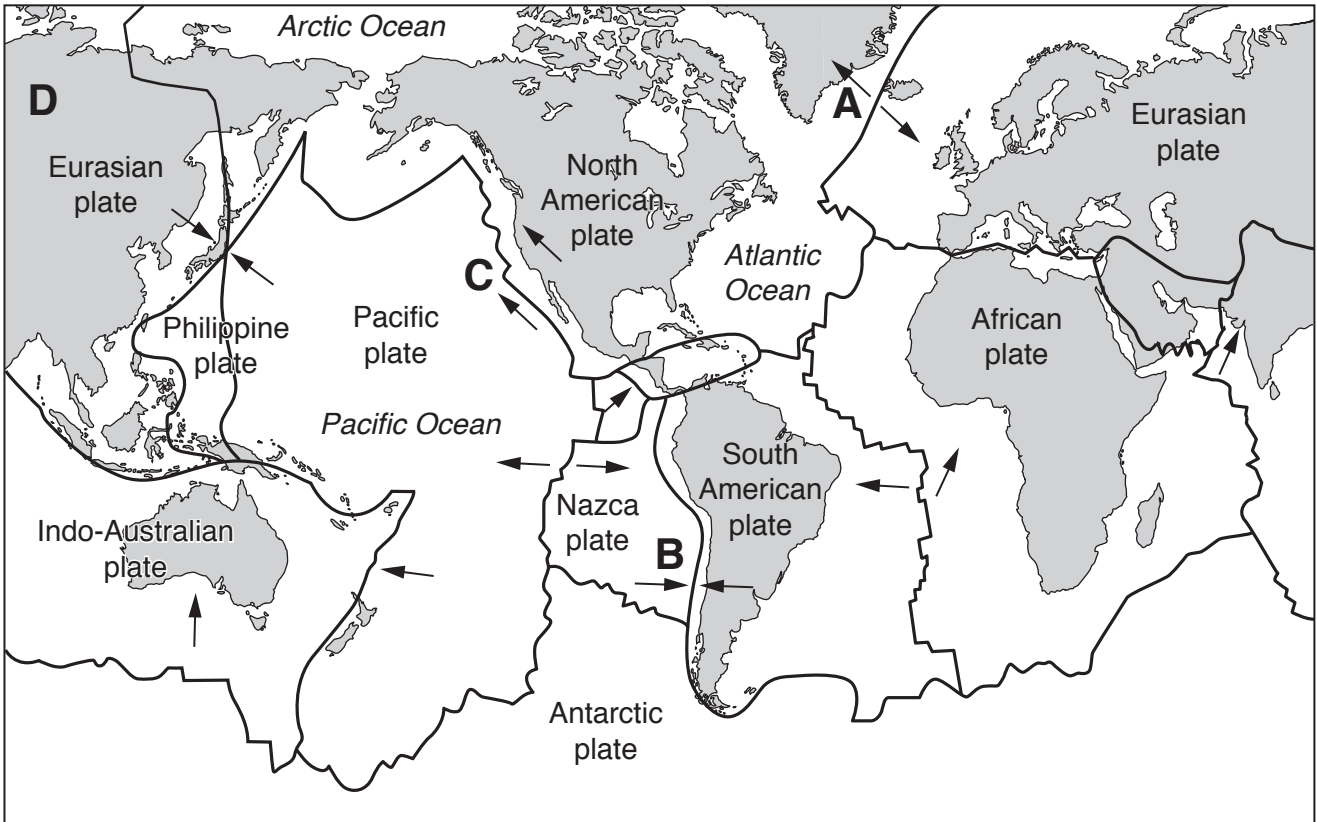 Arctic Ocean
D
A
Eurasian
plate
Eurasian
plate
North
American
plate
C
Atlantic
Ocean
Philippine
plate
Pacific
plate
African
plate
Pacific Ocean
South
American
plate
Nazca
plate
Indo-Australian
plate
B
Antarctic
plate